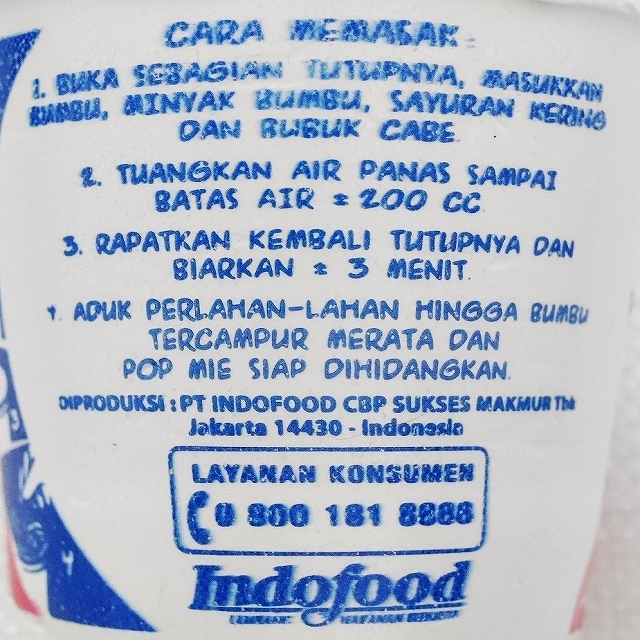 CARA MEMASAK:
1. BUKA SEBAGIAN TUTUPNYA, MASUKKAN
BUMBU, MINYAK BUMBU, SAYURAN KERING
DAN BUBUK CABE.
2. TUANGKAN AIR PANAS SAMPAI
BATAS AIR ± 200 CC.
3. RAPATKAN KEMBALI TUTUPNYA DAN
BIARKAN ± 3 MENIT.
4. ADUK PERLAHAN-LAHAN HINGGA BUMBU
TERCAMPUR MERATA DAN
POP MIE SIAP DIHIDANGKAN.
DIPRODUKSI : PT INDOFOOD CBP SUKSES MAKMUR Tbk
Jakarta 14430 - Indonesia
LAYANAN KONSUMEN
0 800 181 8888
Indofood
LAMBANG MAKANAN BERMUTU